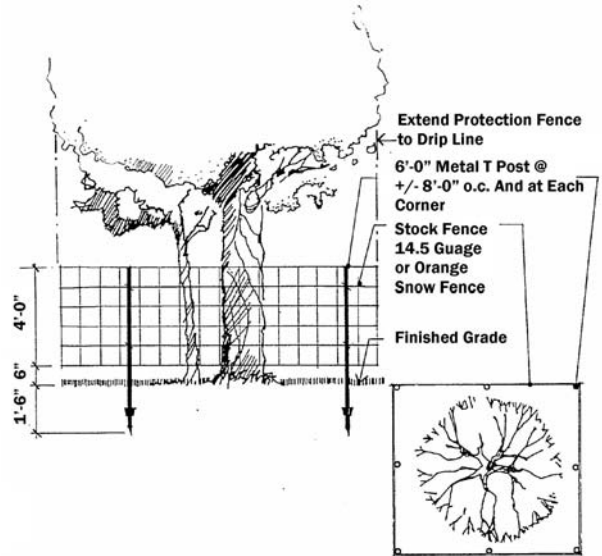 Extend Protection Fence
to Drip Line
6'-0" Metal T Post @
+/- 8'-0" o.c. And at Each
Corner
Stock Fence
14.5 Guage
or Orange
Snow Fence
Finished Grade
4'-0"
6"
1'-6"